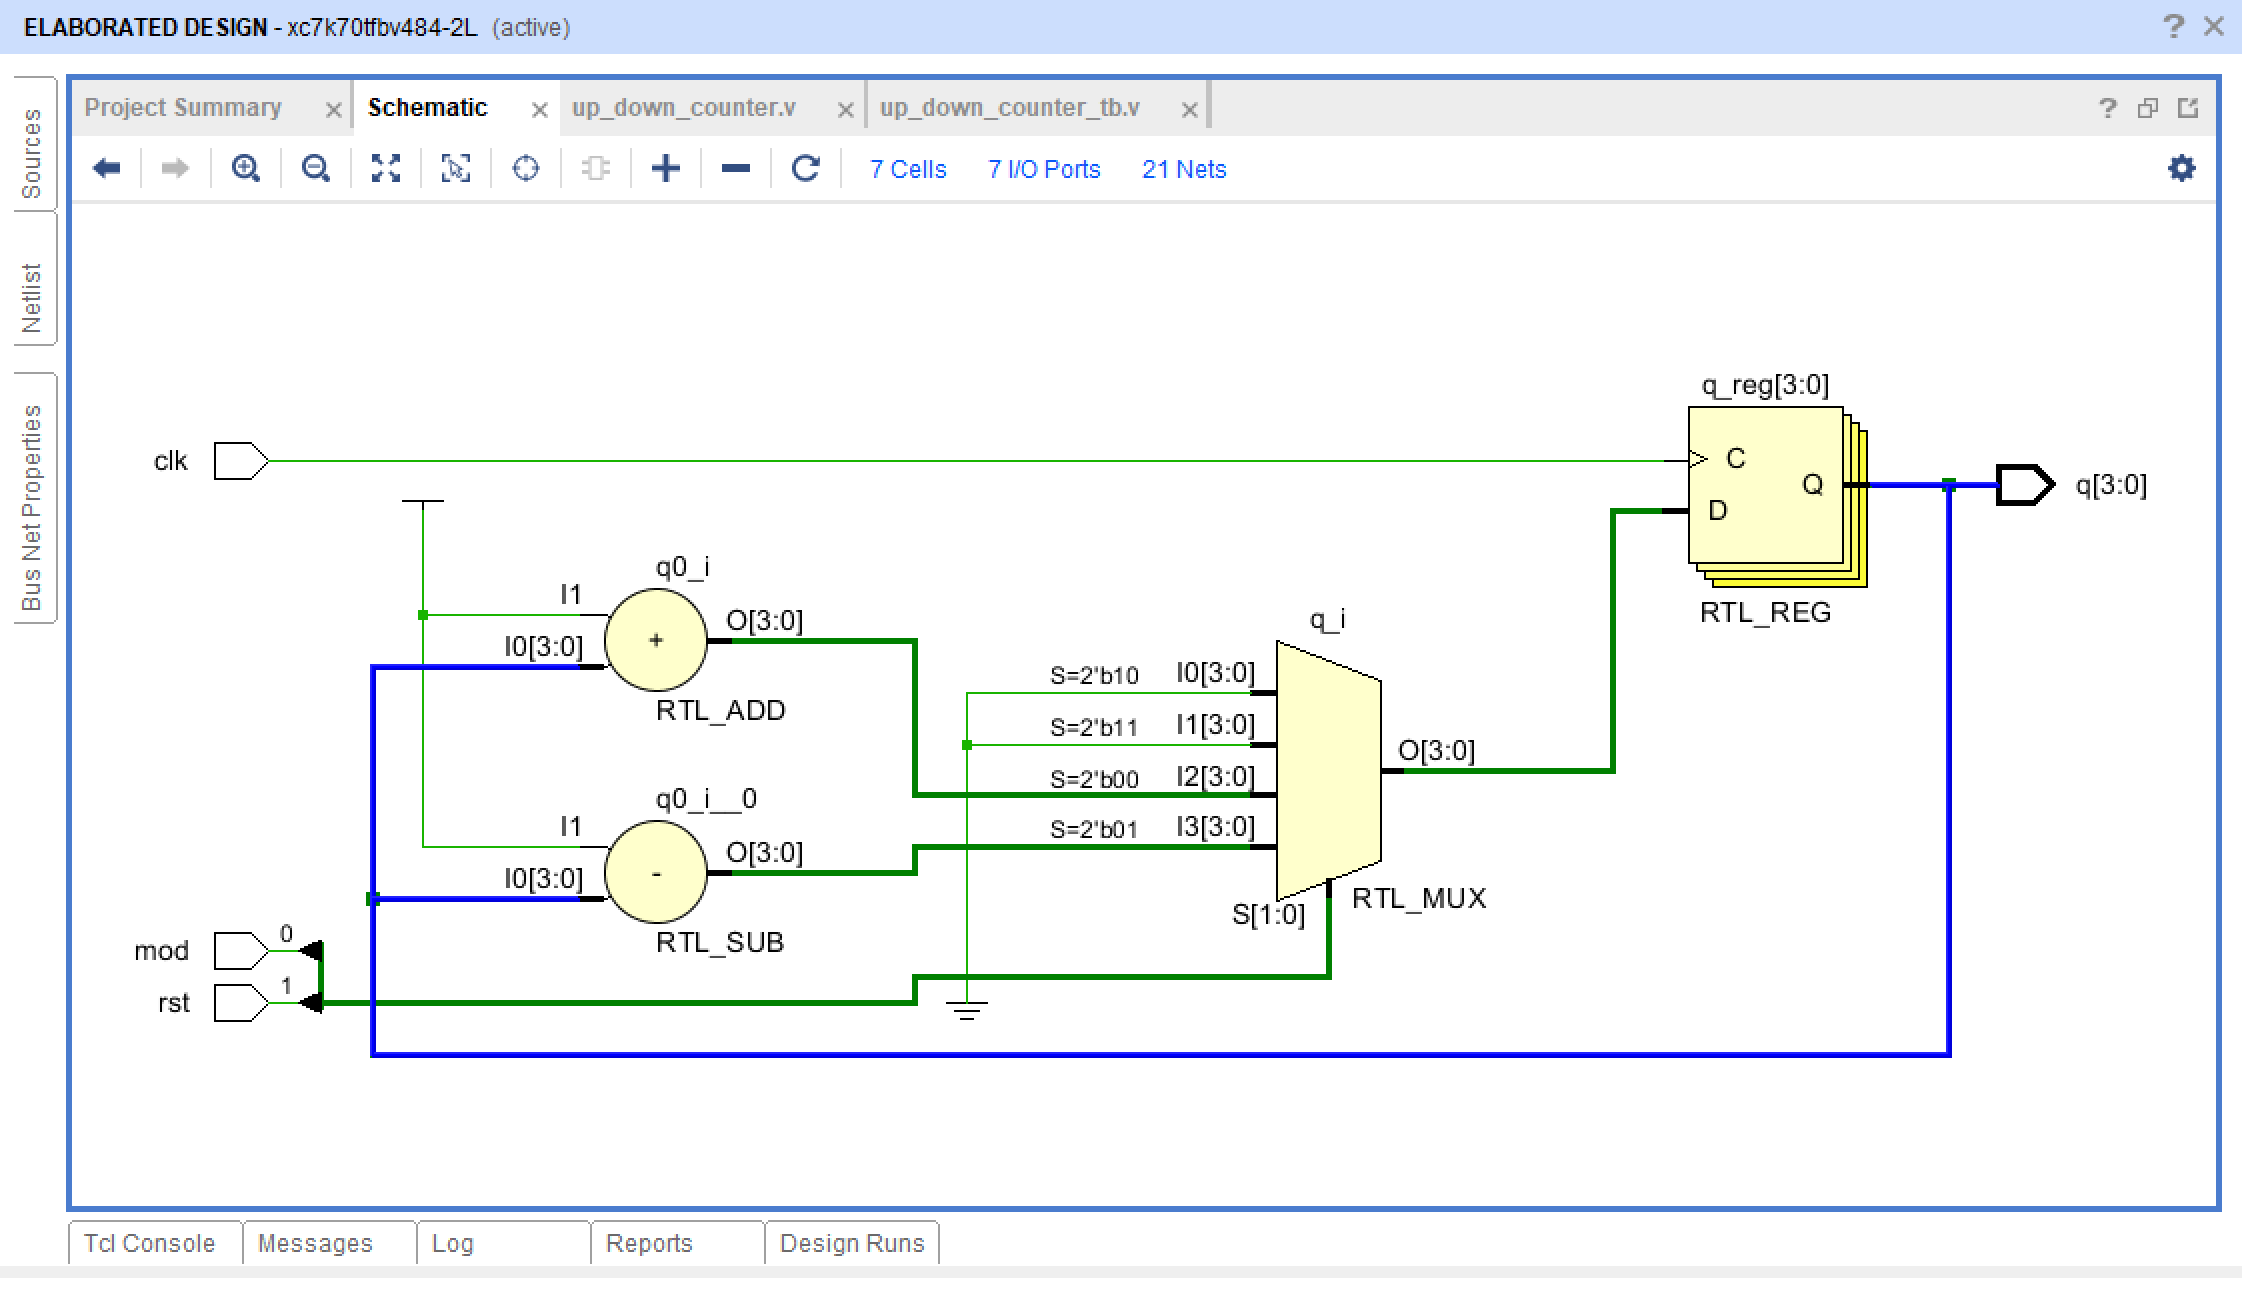 ELABORATED DESIGN - xc7k70tfbv484-2L (active)
? ×
Sources
Netlist
Bus Net Properties
Project Summary ×
Schematic ×
up_down_counter.v ×
up_down_counter_tb.v ×
?
7 Cells 7 I/O Ports 21 Nets
q_reg[3:0]
clk
C
Q
q[3:0]
D
RTL_REG
q0_i
I1
O[3:0]
+
I0[3:0]
RTL_ADD
q_i
S=2'b10 I0[3:0]
S=2'b11 I1[3:0]
O[3:0]
S=2'b00 I2[3:0]
S=2'b01 I3[3:0]
q0_i__0
I1
O[3:0]
-
I0[3:0]
RTL_SUB
RTL_MUX
S[1:0]
mod 0
rst 1
Tcl Console Messages Log Reports Design Runs